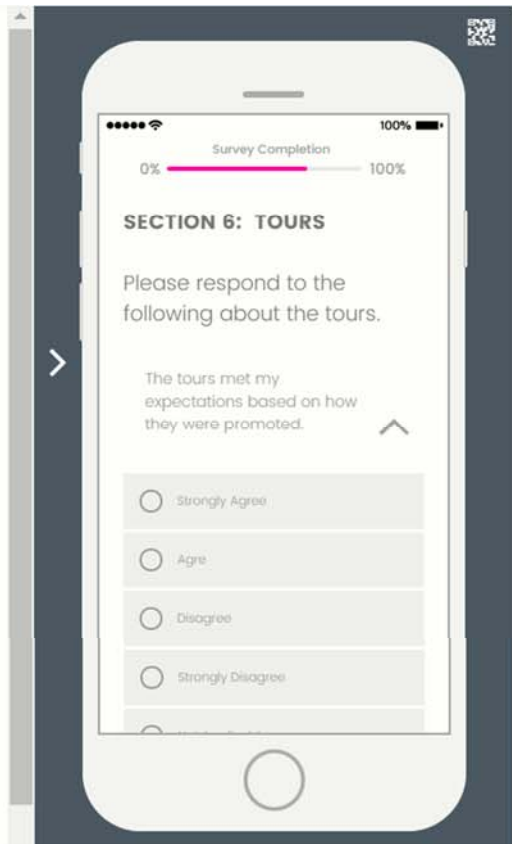 100%
Survey Completion
0% 100%
SECTION 6: TOURS
Please respond to the
following about the tours.
The tours met my
expectations based on how
they were promoted.
Strongly Agree
Agre
Disagree
Strongly Disagree